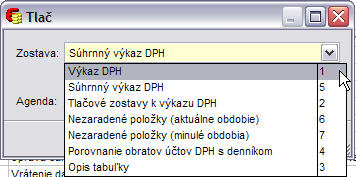 Tlač
Zostava: Súhrnný výkaz DPH
Výkaz DPH 1
Súhrnný výkaz DPH 5
Agenda: Tlačové zostavy k výkazu DPH 2
Nezaradené položky (aktuálne obdobie) 6
Nezaradené položky (minulé obdobia) 7
Porovnanie obratov účtov DPH s denníkom 4
Opis tabuľky 3
Vrátenie